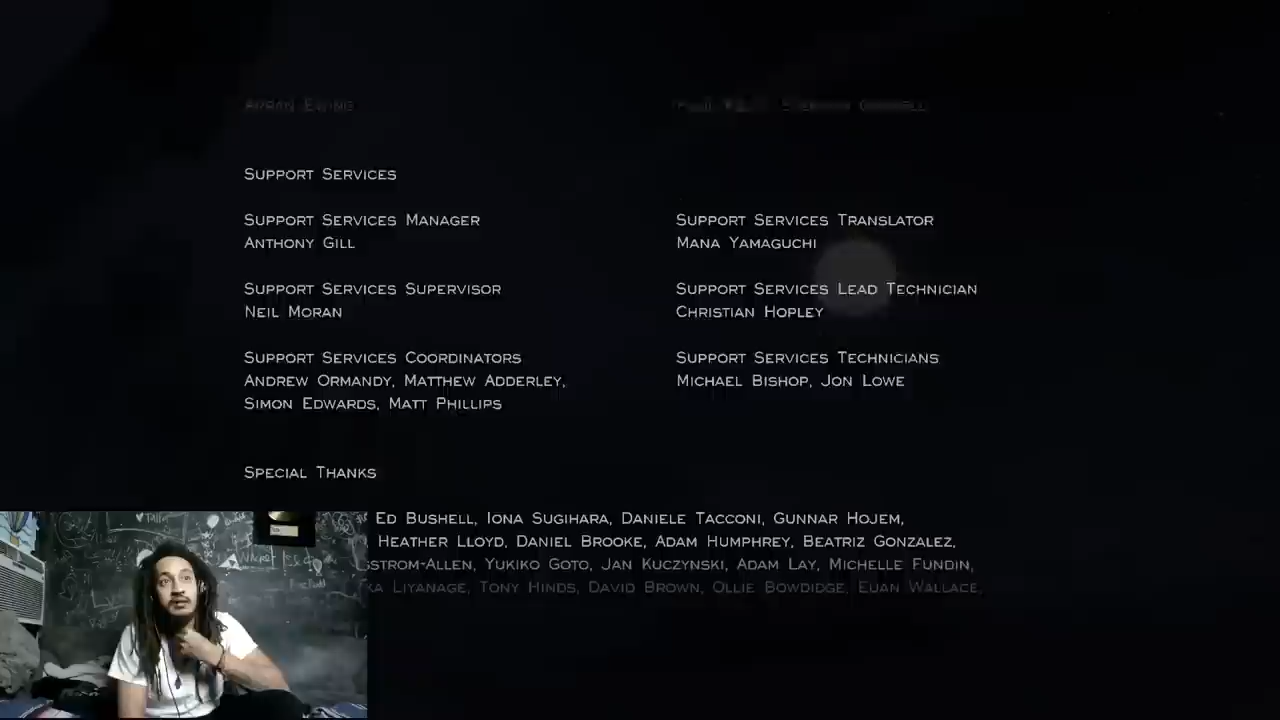 Support Services
Support Services Manager
Anthony Gill
Support Services Supervisor
Neil Moran
Support Services Coordinators
Andrew Ormandy, Matthew Adderley,
Simon Edwards, Matt Phillips
Support Services Translator
Mana Yamaguchi
Support Services Lead Technician
Christian Hopley
Support Services Technicians
Michael Bishop, Jon Lowe
Special Thanks
Ed Bushell, Iona Sugihara, Daniele Tacconi, Gunnar Hojem,
Heather Lloyd, Daniel Brooke, Adam Humphrey, Beatriz Gonzalez,
Yukiko Goto, Jan Kuczynski, Adam Lay, Michelle Fundin,
Liyanage, Tony Hinds, David Brown, Ollie Bowdidge, Euan Wallace,